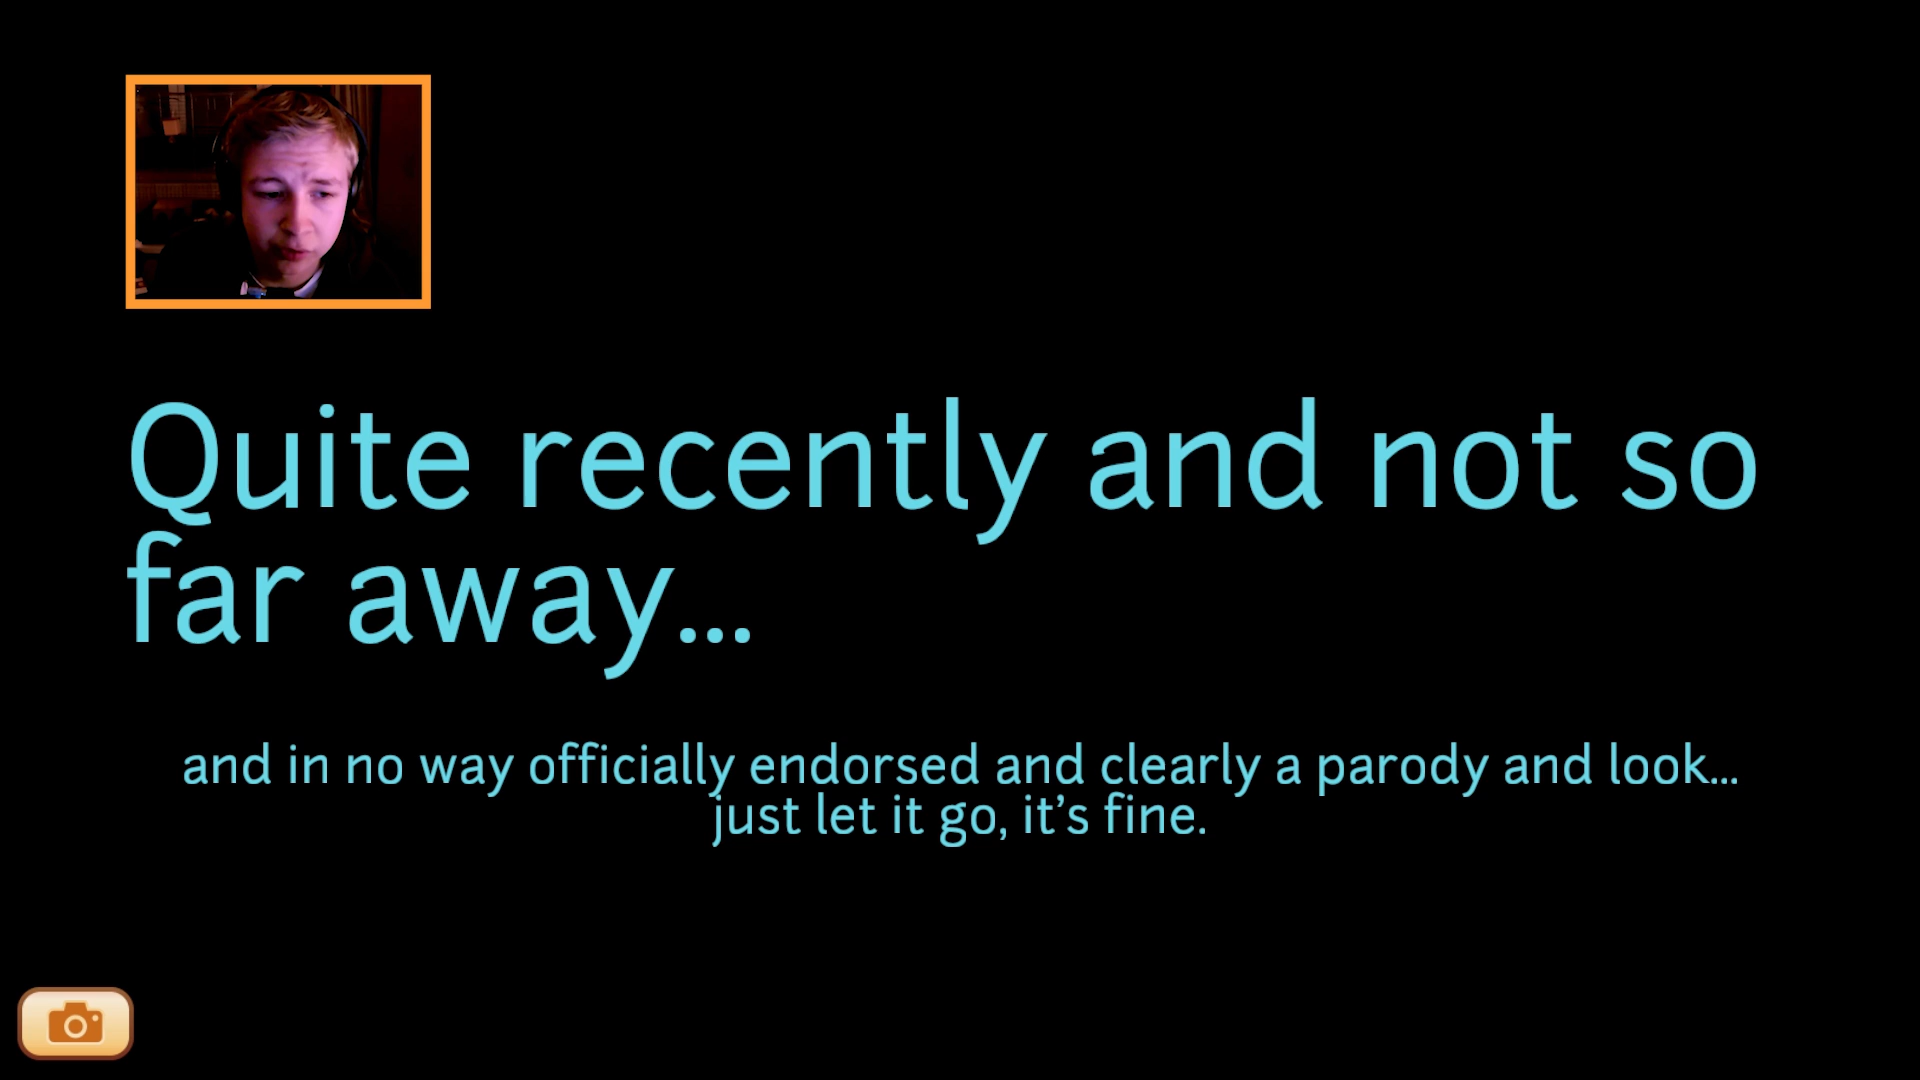 Quite recently and not so
far away...
and in no way officially endorsed and clearly a parody and look...
just let it go, it’s fine.